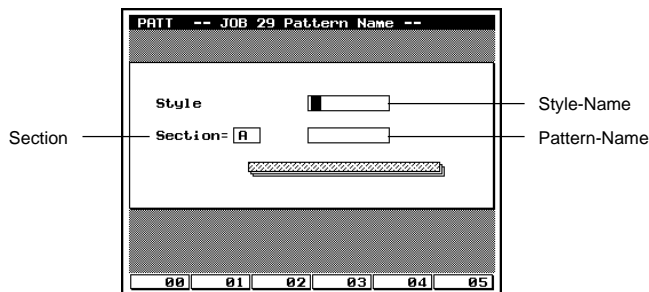 PATT -- JOB 29 Pattern Name --
Style
Style-Name
Section
Section= A
Pattern-Name
00 01 02 03 04 05